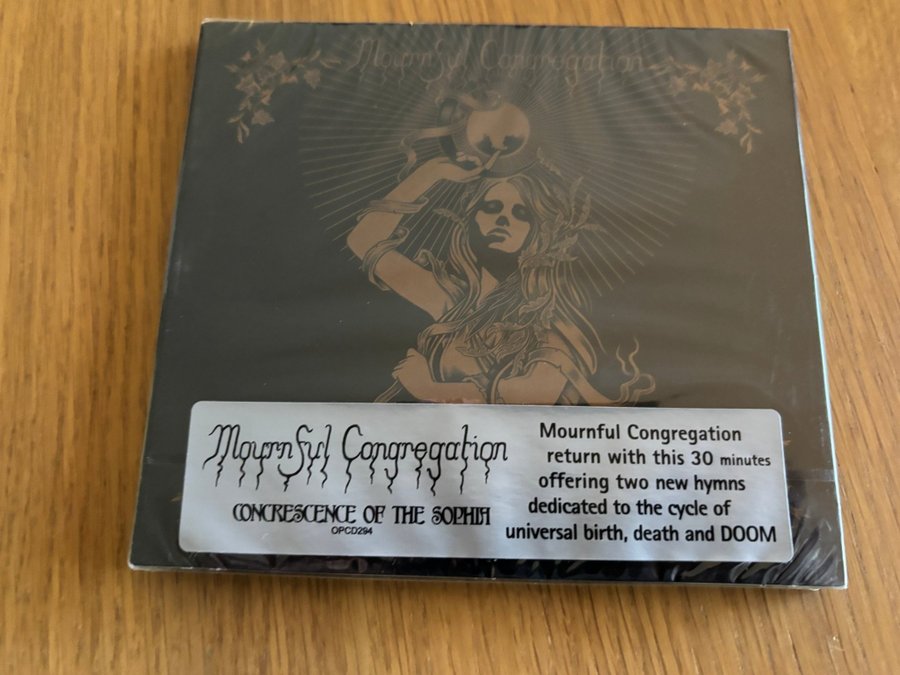 Mournful Congregation
Mournful Congregation
CONCRESCENCE OF THE SOPHIA
OPCD294
Mournful Congregation
return with this 30 minutes
offering two new hymns
dedicated to the cycle of
universal birth, death and DOOM